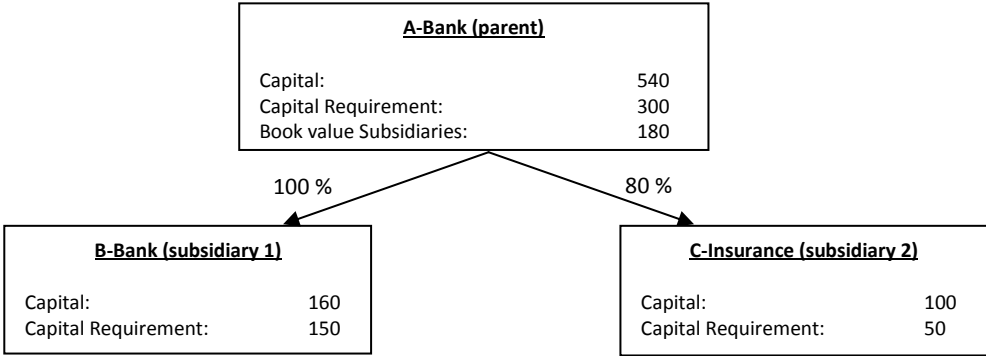 A-Bank (parent)
Capital: 540
Capital Requirement: 300
Book value Subsidiaries: 180
100 % 80 %
B-Bank (subsidiary 1) C-Insurance (subsidiary 2)
Capital: 160 Capital: 100
Capital Requirement: 150 Capital Requirement: 50